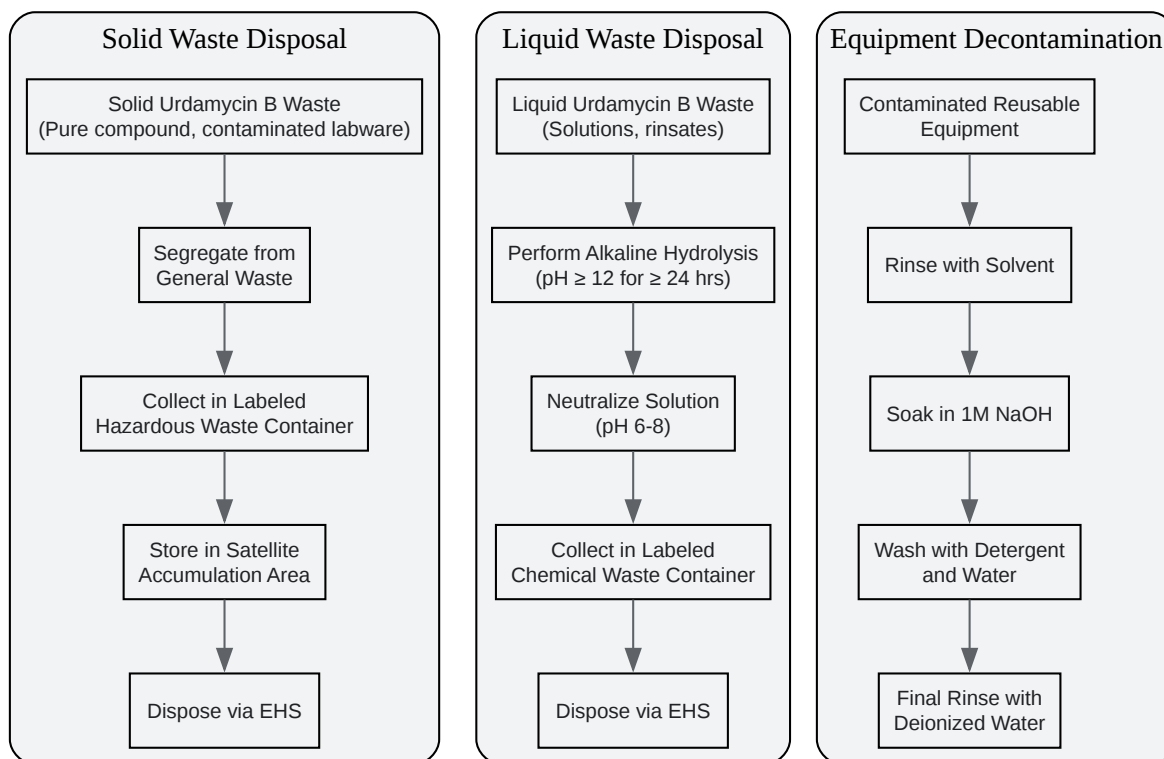 Solid Waste Disposal
Solid Urdamycin B Waste
(Pure compound, contaminated labware)
Segregate from
General Waste
Collect in Labeled
Hazardous Waste Container
Store in Satellite
Accumulation Area
Dispose via EHS
Liquid Waste Disposal
Liquid Urdamycin B Waste
(Solutions, rinsates)
Perform Alkaline Hydrolysis
(pH ≥ 12 for ≥ 24 hrs)
Neutralize Solution
(pH 6-8)
Collect in Labeled
Chemical Waste Container
Dispose via EHS
Equipment Decontamination
Contaminated Reusable
Equipment
Rinse with Solvent
Soak in 1M NaOH
Wash with Detergent
and Water
Final Rinse with
Deionized Water